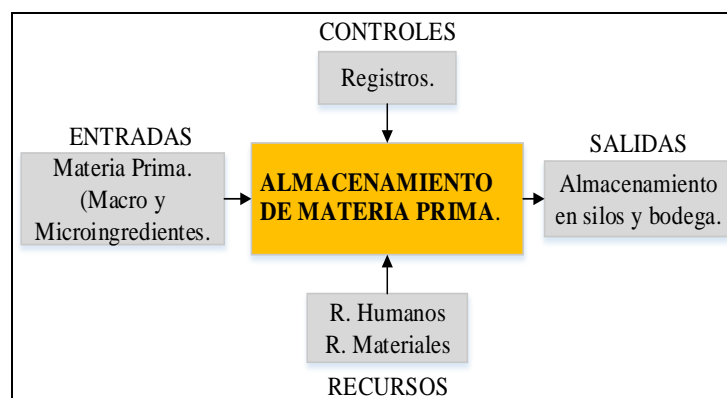 CONTROLES
Registros.
ENTRADAS
Materia Prima.
(Macro y
Microingredientes.
ALMACENAMIENTO
DE MATERIA PRIMA.
SALIDAS
Almacenamiento
en silos y bodega.
R. Humanos
R. Materiales
RECURSOS